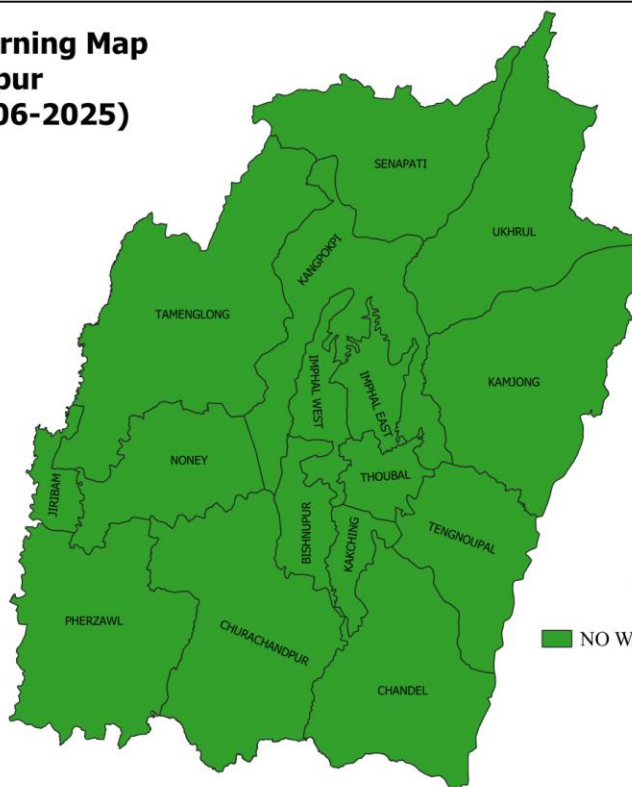 rning Map
pur
06-2025)
SENAPATI
UKHRUL
KANGPOKPI
TAMENGLONG
KAMJONG
IMPHAL WEST
IMPHAL EAST
NONEY
THOUBAL
JIRIBAM
BISHNUPUR
KAKCHING
TENGNOUPAL
PHERZAWL
CHURACHANDPUR
NO W
CHANDEL